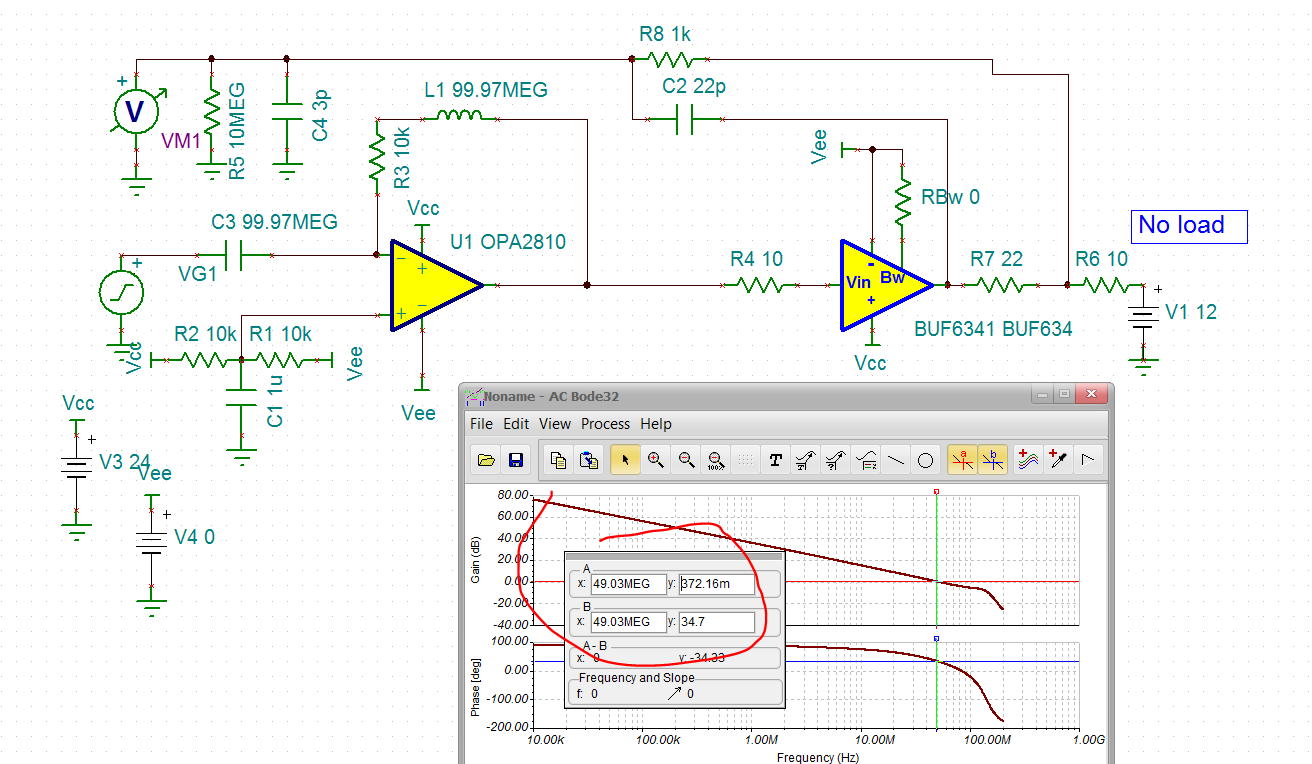 R8 1k
C2 22p
L1 99.97MEG
+
V
VM1
R5 10MEG
C4 3p
R3 10k
Vee
RBw 0
C3 99.97MEG
Vcc
U1 OPA2810
No load
+
VG1
−
+
−
+
R4 10
Vin
-
Bw
+
R7 22
R6 10
+
V1 12
BUF6341 BUF634
Vcc
R2 10k
R1 10k
Vcc
Vee
C1 1u
Vee
Vcc
+
V3 24
Vee
+
V4 0
Noname - AC Bode32
File Edit View Process Help
100%
T
a
b
80.00
60.00
40.00
20.00
0.00
-20.00
-40.00
Gain (dB)
A
x: 49.03MEG y: 372.16m
B
x: 49.03MEG y: 34.7
A - B
x: 0 y: -34.33
Frequency and Slope
f: 0 0
100.00
0.00
-100.00
-200.00
Phase [deg]
10.00k 100.00k 1.00M 10.00M 100.00M 1.00G
Frequency (Hz)